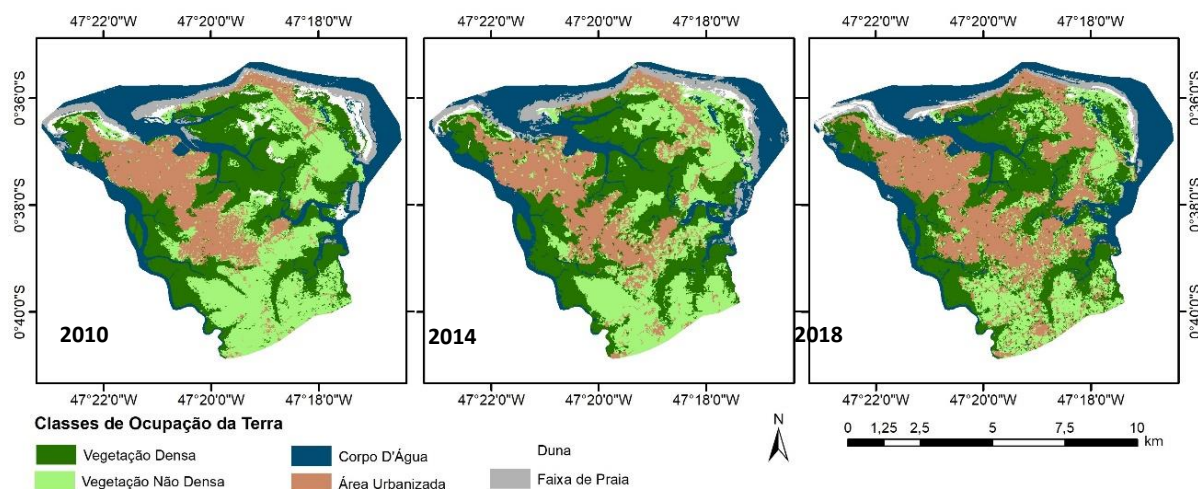 47°22'0"W 47°20'0"W 47°18'0"W 47°22'0"W 47°20'0"W 47°18'0"W 47°22'0"W 47°20'0"W 47°18'0"W
0°36'0"S 0°36'0"S
0°38'0"S 0°38'0"S
0°40'0"S 0°40'0"S
2010 2014 2018
47°22'0"W 47°20'0"W 47°18'0"W 47°22'0"W 47°20'0"W 47°18'0"W 47°22'0"W 47°20'0"W 47°18'0"W
Classes de Ocupação da Terra
N
0 1,25 2,5 5 7,5 10
km
Vegetação Densa Corpo D'Água Duna
Vegetação Não Densa Área Urbanizada Faixa de Praia